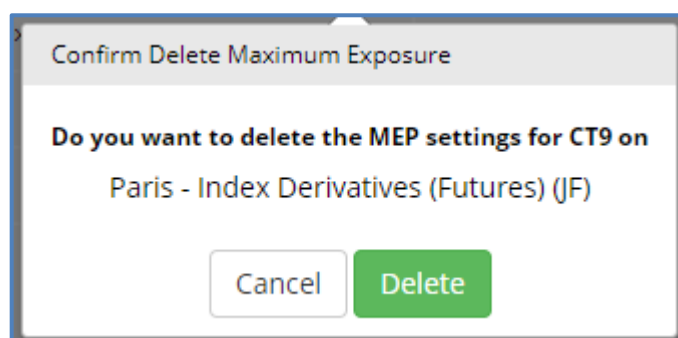 Confirm Delete Maximum Exposure
Do you want to delete the MEP settings for CT9 on
Paris - Index Derivatives (Futures) (JF)
Cancel Delete